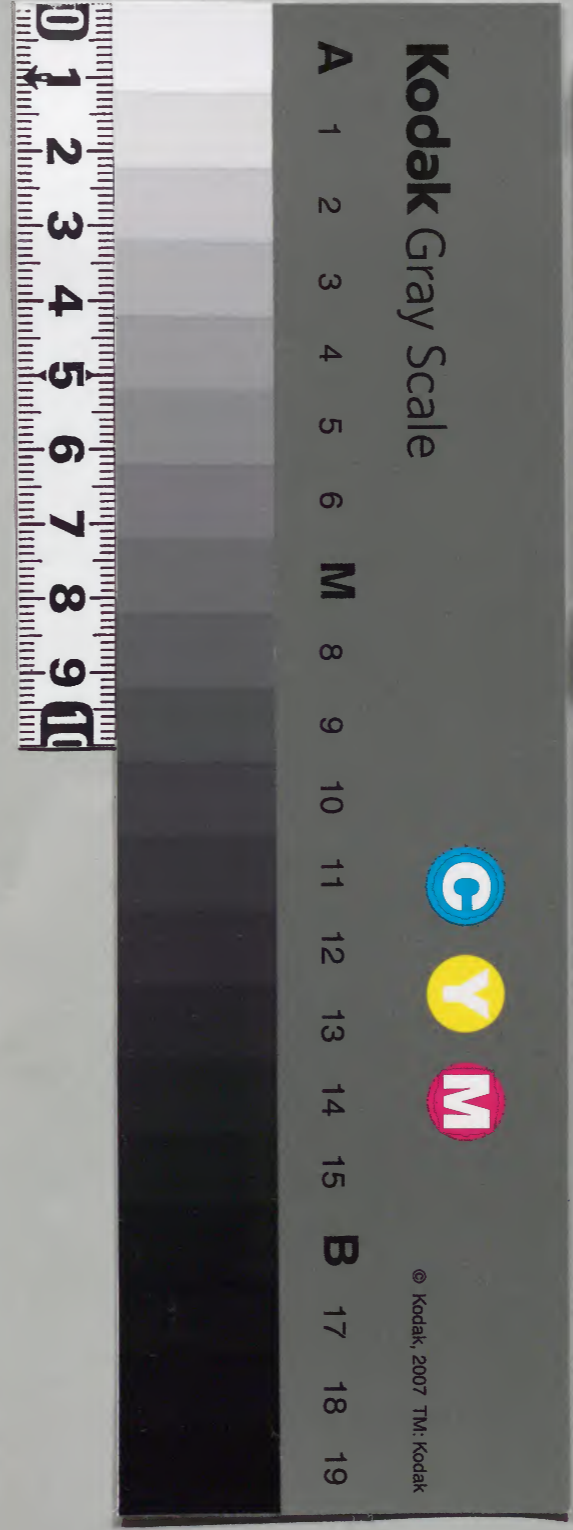 Kodak Gray Scale
C Y M
© Kodak, 2007 TM: Kodak
A 1 2 3 4 5 6 M 8 9 10 11 12 13 14 15 B 17 18 19
0 1 2 3 4 5 6 7 8 9 10